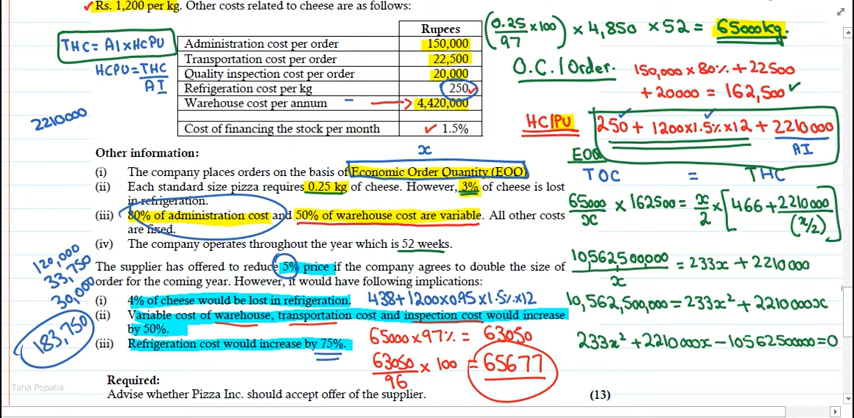 ✓ Rs. 1,200 per kg. Other costs related to cheese are as follows:
THC = AI x HCPU
HCPU = THC / AI
2210000
Rupees
Administration cost per order 150,000
Transportation cost per order 22,500
Quality inspection cost per order 20,000
Refrigeration cost per kg 250
Warehouse cost per annum 4,420,000
Cost of financing the stock per month ✓ 1.5%
(0.25/97 x100) x 4,850 x 52 = 65000kg
O.C./Order
150,000 x 80% + 22500
+ 20000 = 162,500 ✓
HC/PU
250 + 1200x1.5% x12 + 2210000 / AI
x
Other information:
(i) The company places orders on the basis of Economic Order Quantity (EOQ)
(ii) Each standard size pizza requires 0.25 kg of cheese. However, 3% of cheese is lost
in refrigeration.
(iii) 80% of administration cost and 50% of warehouse cost are variable. All other costs
are fixed.
(iv) The company operates throughout the year which is 52 weeks.
EOQ
TOC = THC
65000/x x 162500 = x/2 x [466 + 2210000/(x/2)]
10,562,500,000 / x = 233x + 2210000
10,562,500,000 = 233x² + 2210000x
233x² + 2210000x - 10562500000 = 0
120,000
33,750
30,000
183,750
The supplier has offered to reduce 5% price if the company agrees to double the size of
order for the coming year. However, it would have following implications:
(i) 4% of cheese would be lost in refrigeration. 438 + 1200x0.95 x1.5% x12
(ii) Variable cost of warehouse, transportation cost and inspection cost would increase
by 50%.
(iii) Refrigeration cost would increase by 75%.
65000 x 97% = 63050
63050/96 x 100 = 65677
Required:
Advise whether Pizza Inc. should accept offer of the supplier. (13)
Taha Popatia